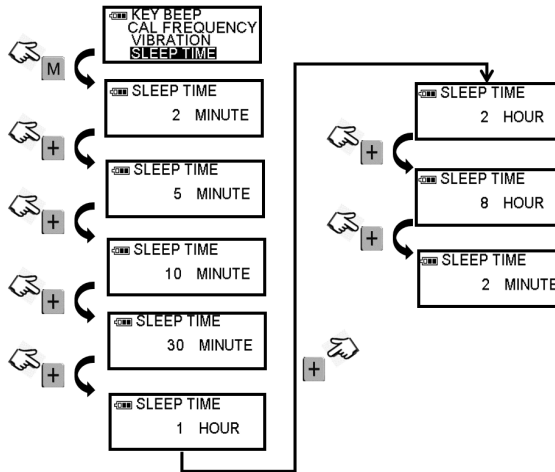 KEY BEEP
CAL FREQUENCY
VIBRATION
SLEEP TIME
M
SLEEP TIME
2 MINUTE
+
SLEEP TIME
5 MINUTE
+
SLEEP TIME
10 MINUTE
+
SLEEP TIME
30 MINUTE
+
SLEEP TIME
1 HOUR
+
SLEEP TIME
2 HOUR
+
SLEEP TIME
8 HOUR
+
SLEEP TIME
2 MINUTE